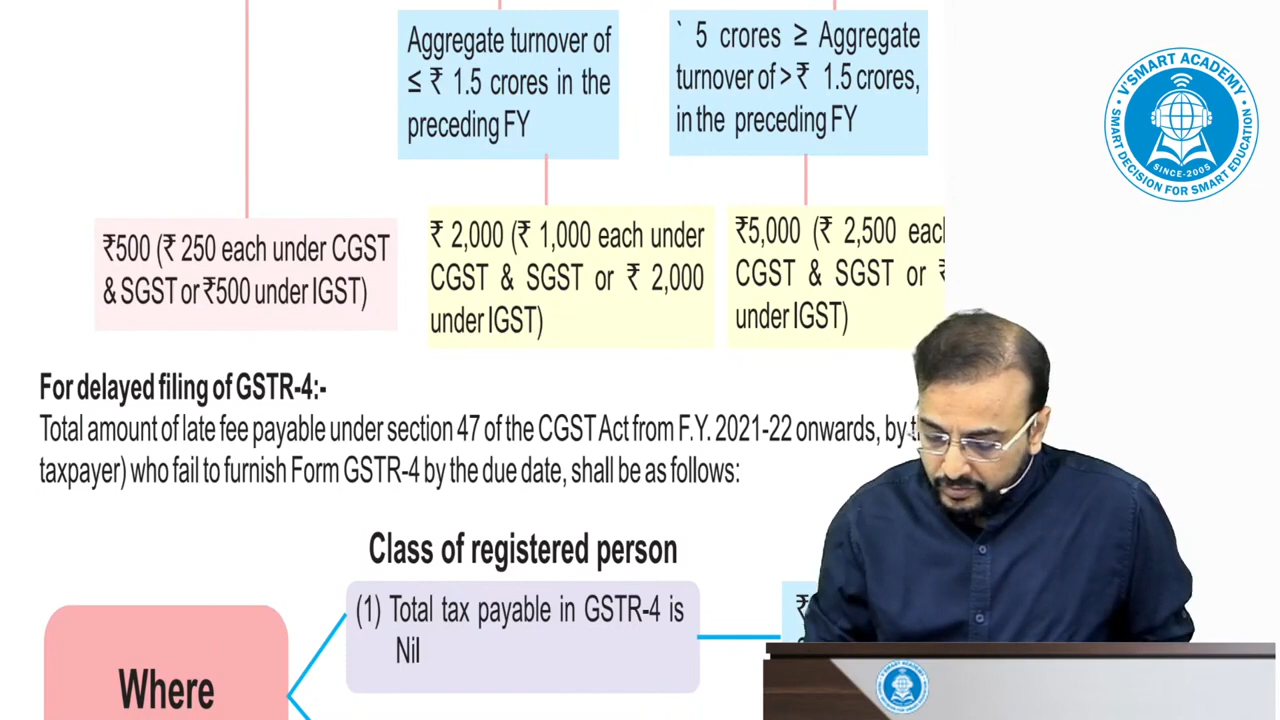 Aggregate turnover of
≤ ₹ 1.5 crores in the
preceding FY
` 5 crores ≥ Aggregate
turnover of > ₹ 1.5 crores,
in the preceding FY
₹500 (₹ 250 each under CGST
& SGST or ₹500 under IGST)
₹ 2,000 (₹ 1,000 each under
CGST & SGST or ₹ 2,000
under IGST)
₹5,000 (₹ 2,500 each
CGST & SGST or ₹
under IGST)
For delayed filing of GSTR-4:-
Total amount of late fee payable under section 47 of the CGST Act from F.Y. 2021-22 onwards, by
taxpayer) who fail to furnish Form GSTR-4 by the due date, shall be as follows:
Class of registered person
(1) Total tax payable in GSTR-4 is
Nil
₹
Where
V'SMART ACADEMY
SINCE-2005
SMART DECISION FOR SMART EDUCATION